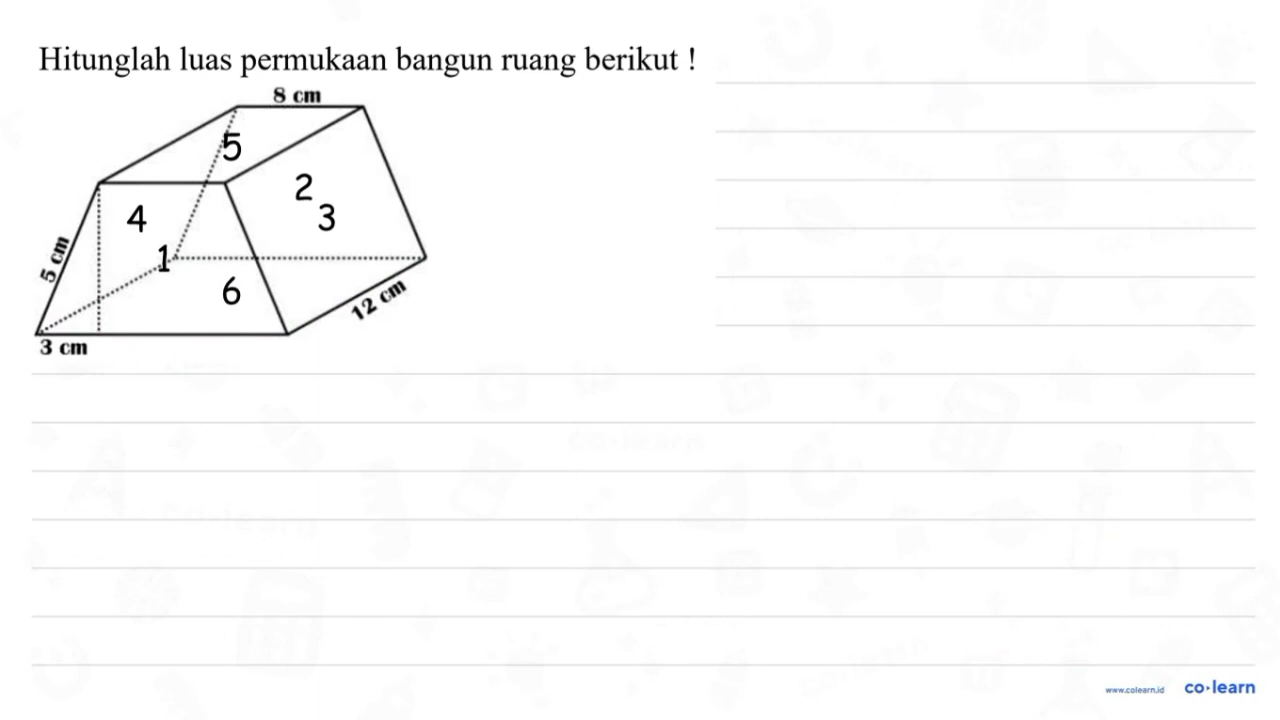 Hitunglah luas permukaan bangun ruang berikut !
8 cm
5
2
4
3
5 cm
1
6
12 cm
3 cm
www.colearn.id
co·learn